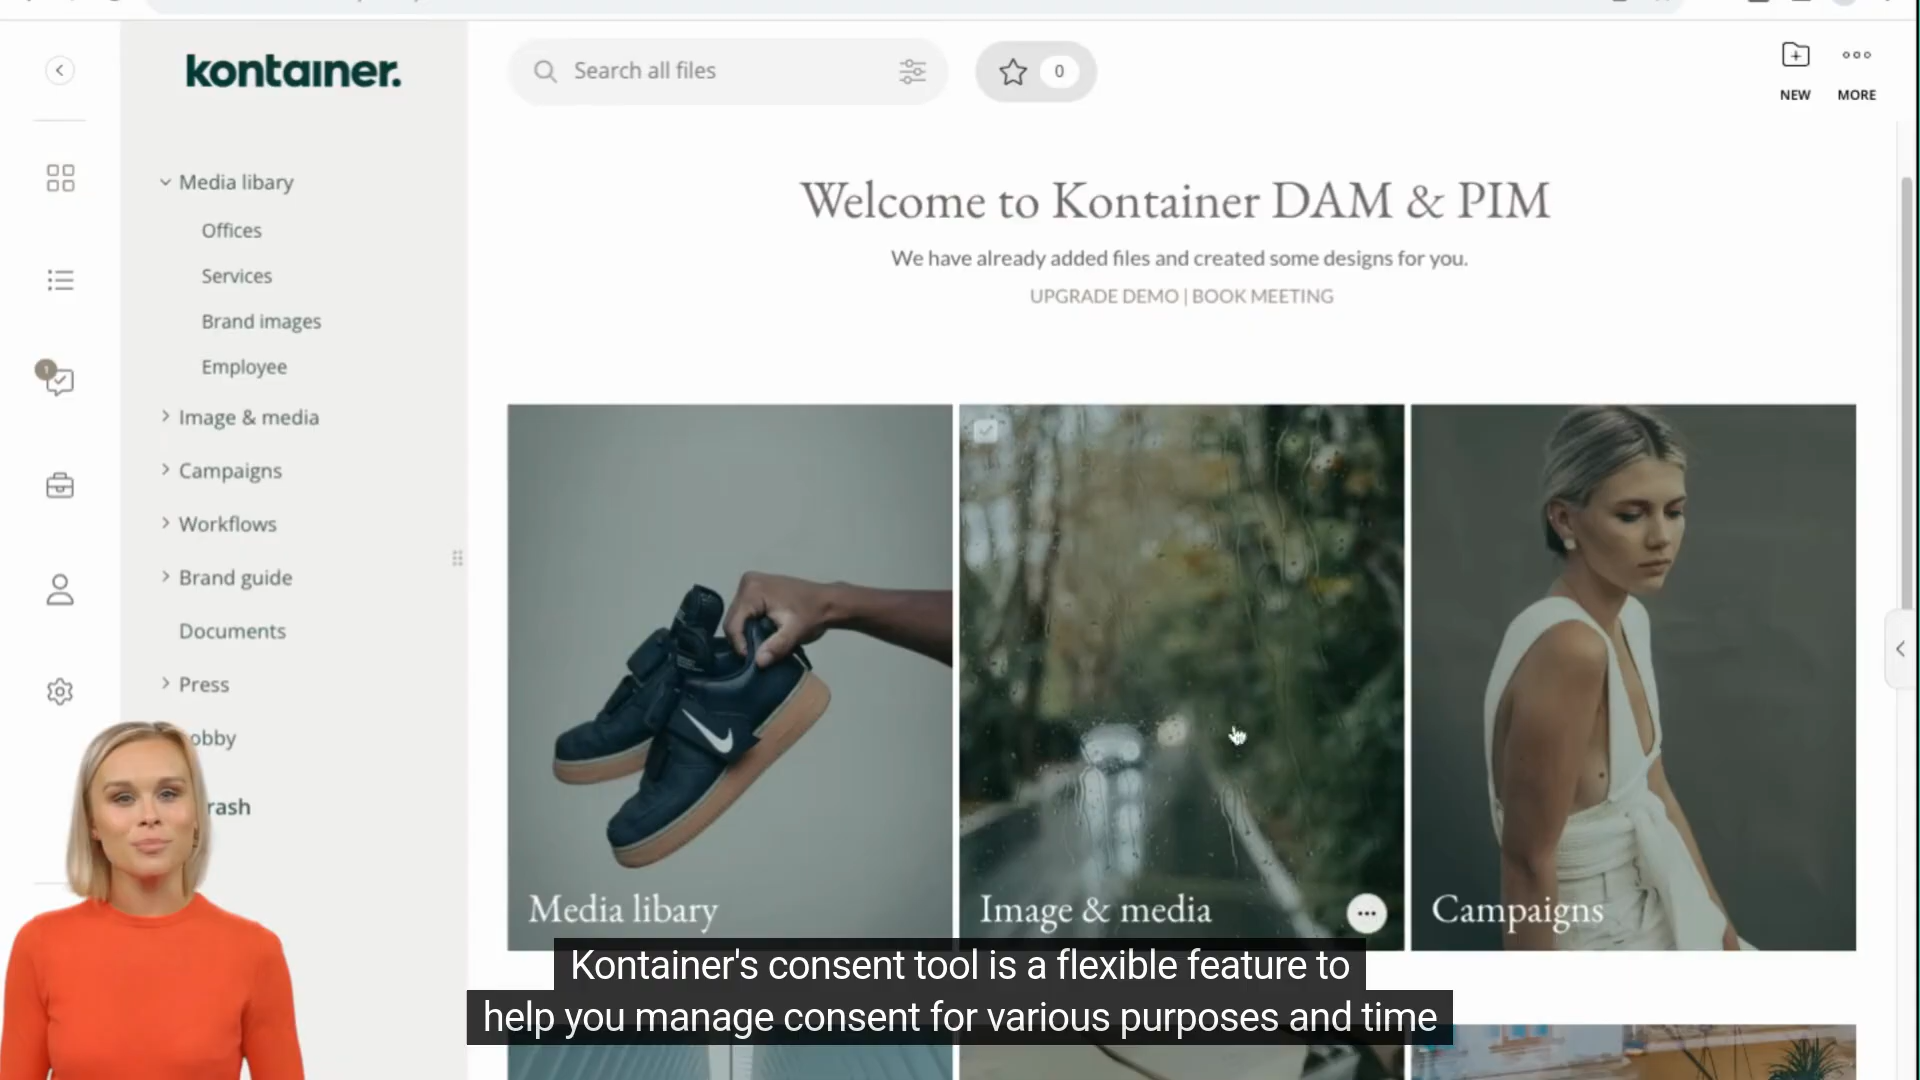 kontainer.
Search all files
0
NEW
MORE
Media libary
Offices
Services
Brand images
Employee
Image & media
Campaigns
Workflows
Brand guide
Documents
Press
obby
rash
1
Welcome to Kontainer DAM & PIM
We have already added files and created some designs for you.
UPGRADE DEMO | BOOK MEETING
Media libary
Image & media
Campaigns
Kontainer's consent tool is a flexible feature to
help you manage consent for various purposes and time